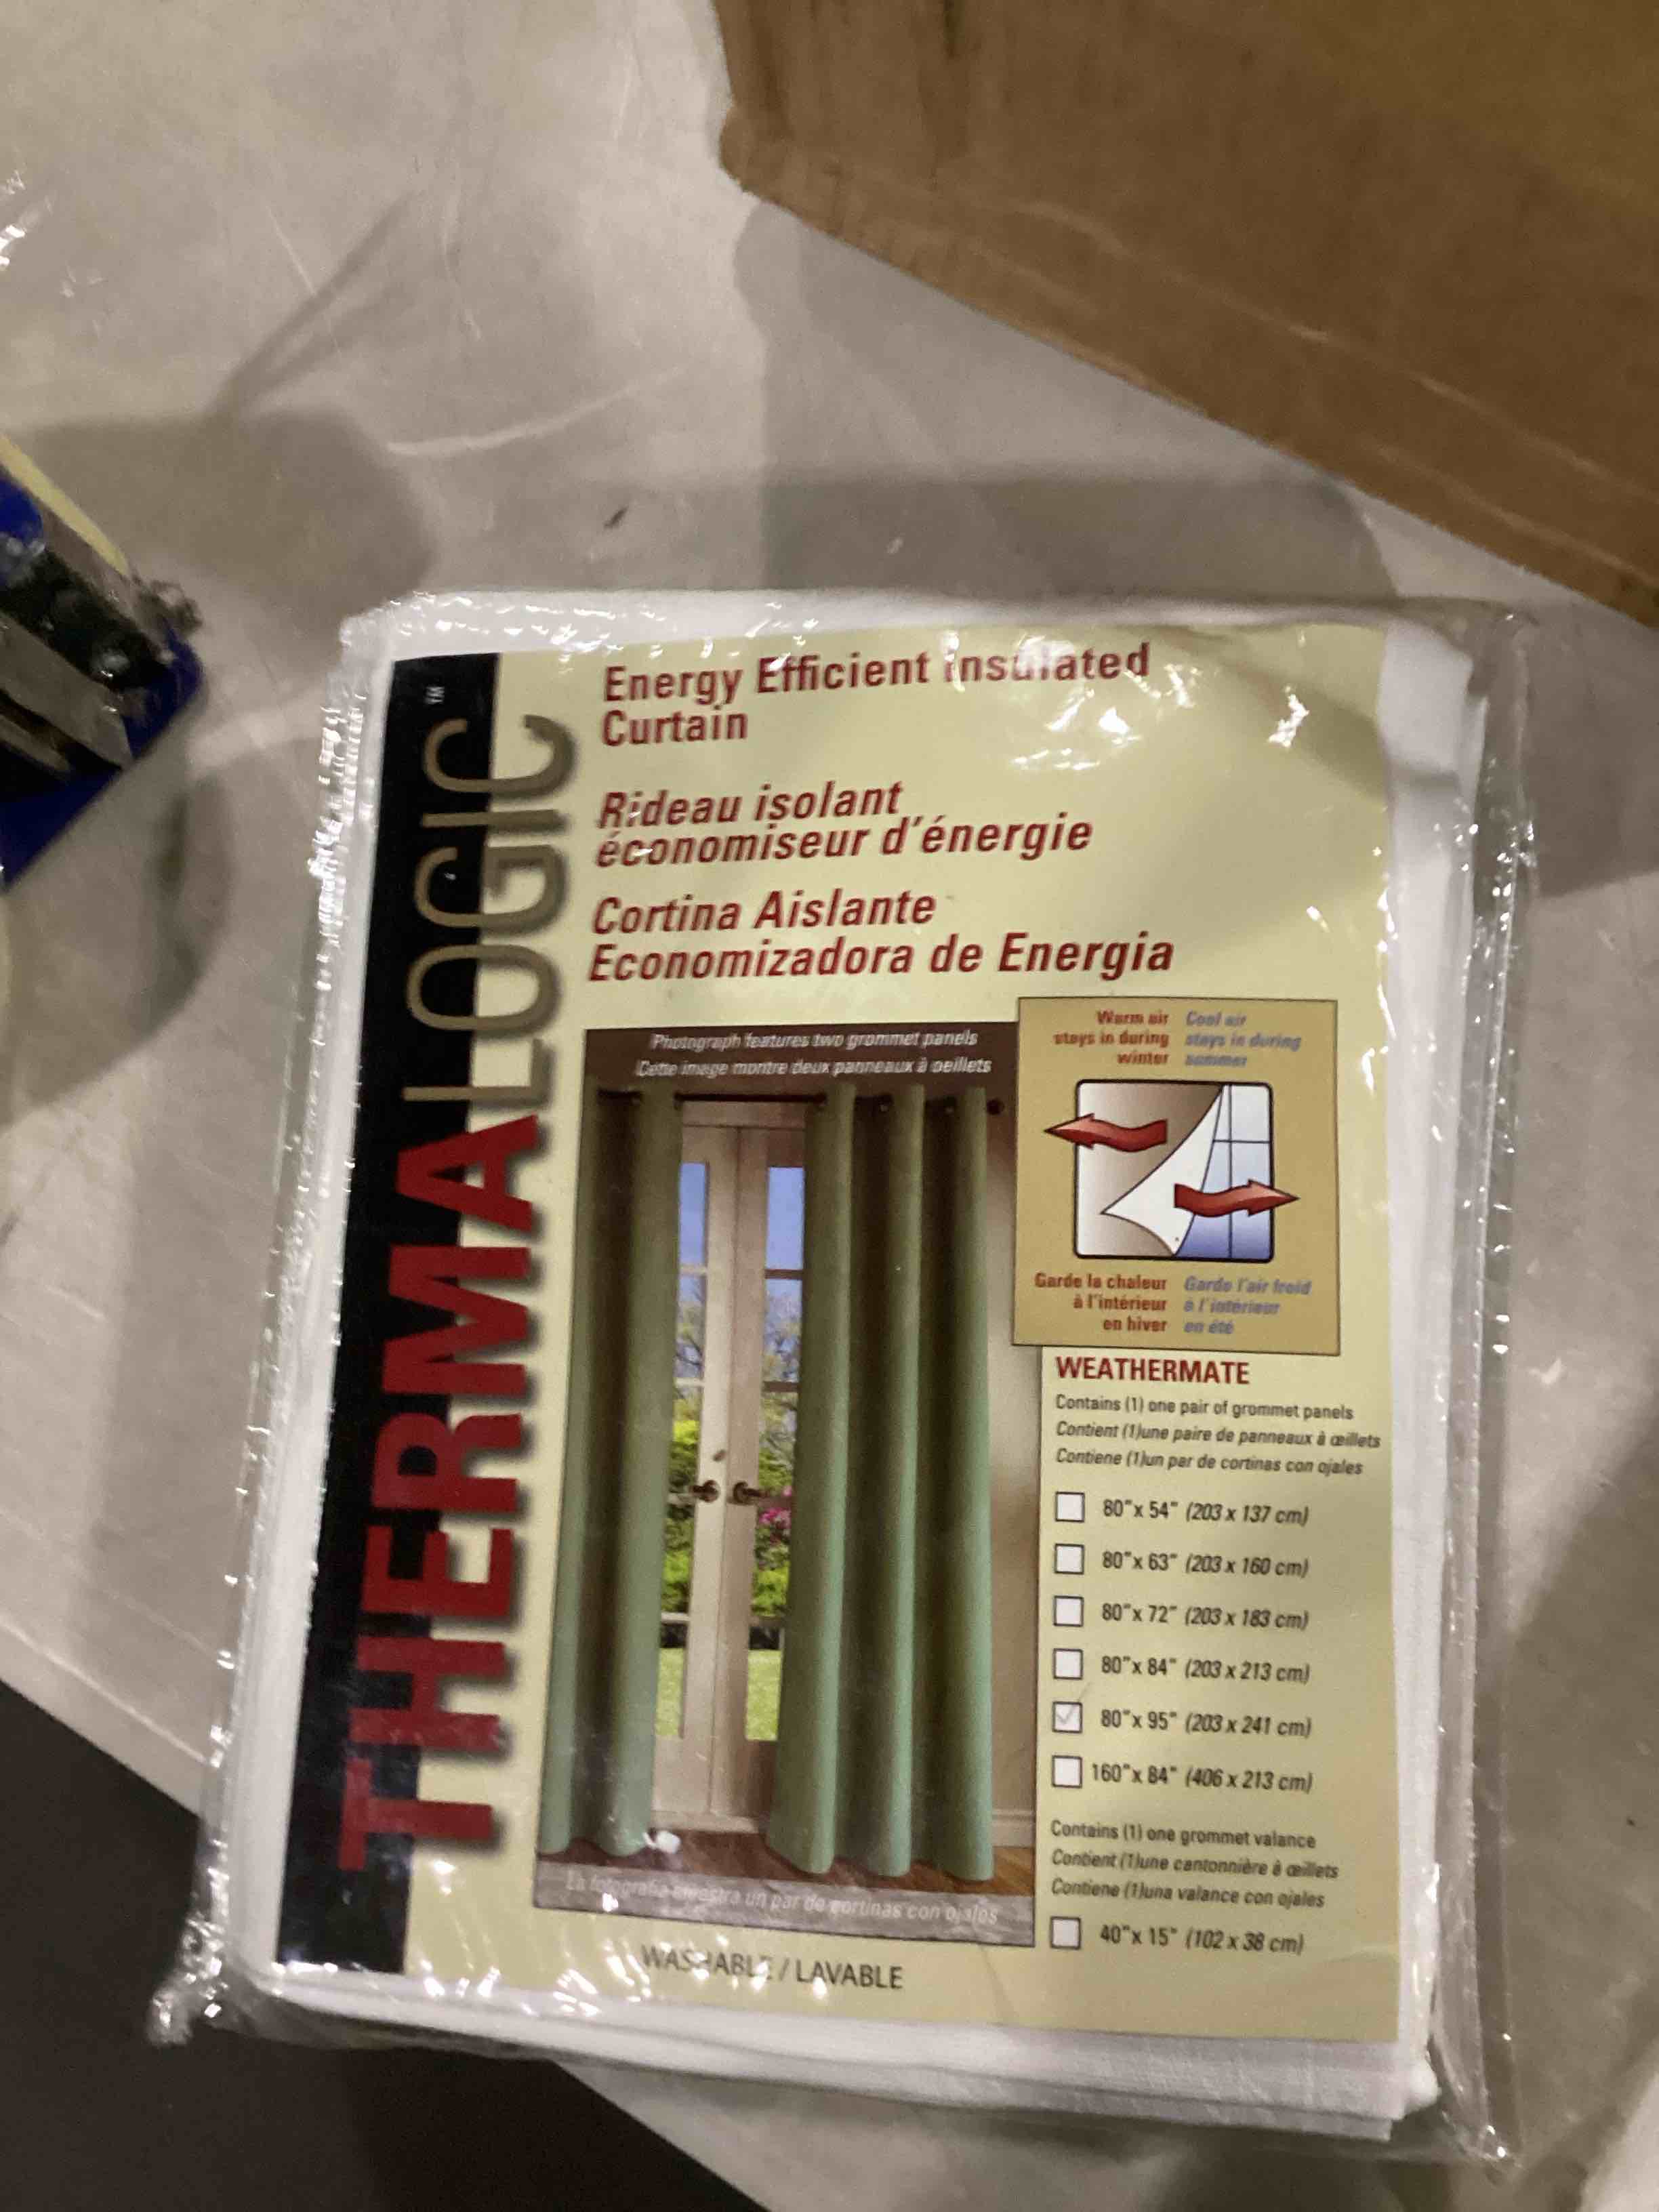 THERMALOGIC™
Energy Efficient Insulated
Curtain
Rideau isolant
économiseur d'énergie
Cortina Aislante
Economizadora de Energia
Photograph features two grommet panels
Cette image montre deux panneaux à oeillets
Warm air
stays in during
winter
Cool air
stays in during
summer
Garde la chaleur
à l'intérieur
en hiver
Garde l'air froid
à l'intérieur
en été
WEATHERMATE
Contains (1) one pair of grommet panels
Contient (1)une paire de panneaux à œillets
Contiene (1)un par de cortinas con ojales
80"x 54" (203 x 137 cm)
80"x 63" (203 x 160 cm)
80"x 72" (203 x 183 cm)
80"x 84" (203 x 213 cm)
80"x 95" (203 x 241 cm)
160"x 84" (406 x 213 cm)
Contains (1) one grommet valance
Contient (1)une cantonnière à œillets
Contiene (1)una valance con ojales
40"x 15" (102 x 38 cm)
La fotografia muestra un par de cortinas con ojales
WASHABLE / LAVABLE